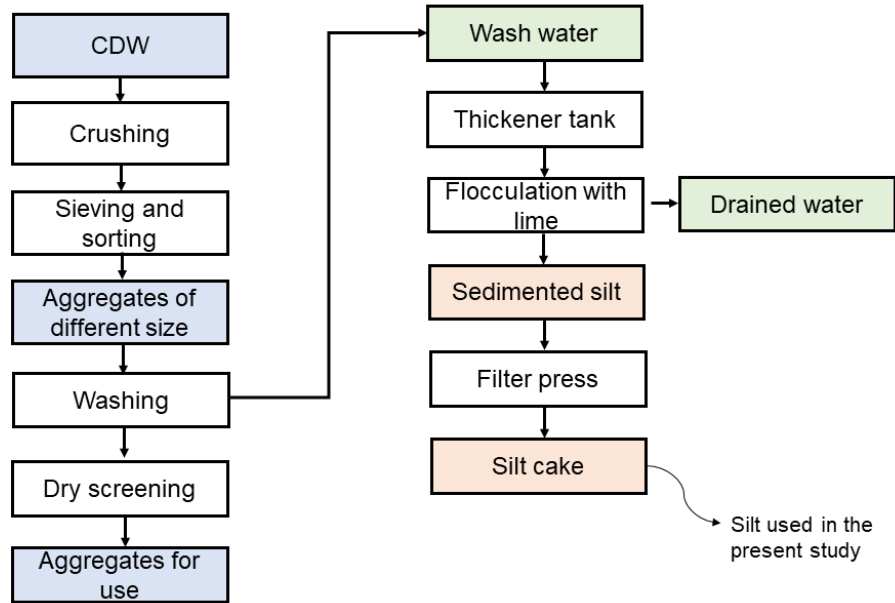 CDW
Crushing
Sieving and
sorting
Aggregates of
different size
Washing
Dry screening
Aggregates for
use
Wash water
Thickener tank
Flocculation with
lime
Drained water
Sedimented silt
Filter press
Silt cake
Silt used in the
present study